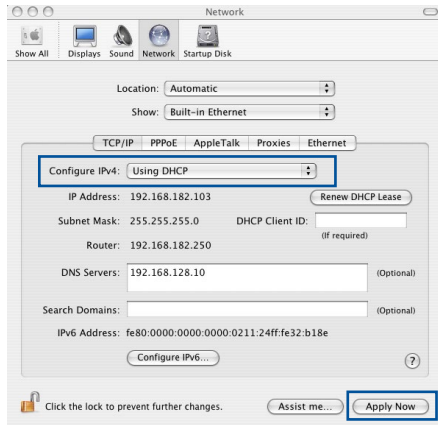 Network
Show All Displays Sound Network Startup Disk
Location: Automatic
Show: Built-in Ethernet
TCP/IP PPPoE AppleTalk Proxies Ethernet
Configure IPv4: Using DHCP
IP Address: 192.168.182.103 Renew DHCP Lease
Subnet Mask: 255.255.255.0 DHCP Client ID:
(If required)
Router: 192.168.182.250
DNS Servers: 192.168.128.10 (Optional)
Search Domains: (Optional)
IPv6 Address: fe80:0000:0000:0000:0211:24ff:fe32:b18e
Configure IPv6...
?
Click the lock to prevent further changes. Assist me... Apply Now